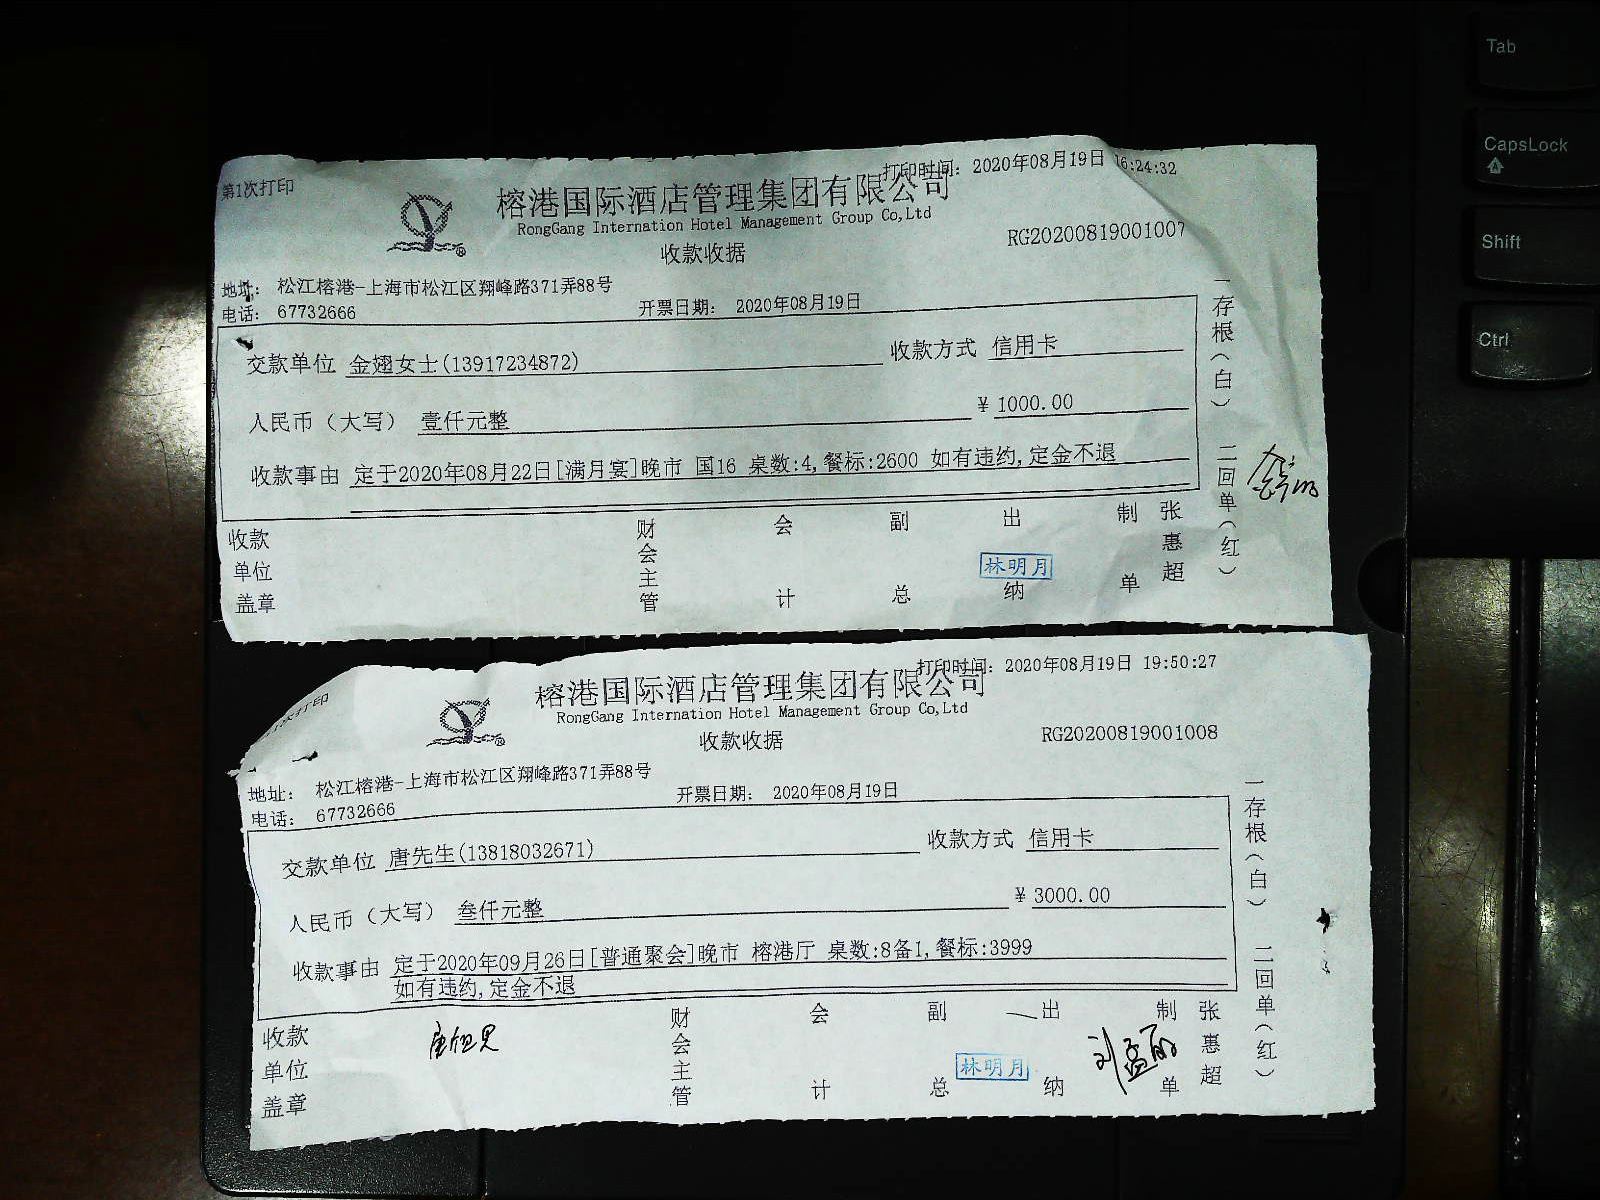 第1次打印
打印时间: 2020年08月19日 16:24:32
榕港国际酒店管理集团有限公司
RongGang Internation Hotel Management Group Co,Ltd
收款收据
RG20200819001007
地址: 松江榕港-上海市松江区翔峰路371弄88号
电话: 67732666
开票日期: 2020年08月19日
交款单位 金翅女士(13917234872) 收款方式 信用卡
人民币(大写) 壹仟元整 ¥ 1000.00
收款事由 定于2020年08月22日[满月宴]晚市 国16 桌数:4,餐标:2600 如有违约,定金不退
收款单位盖章 财会主管 会计 副总 出纳 制单 张惠超
林明月
一存根(白) 二回单(红)
次打印
打印时间: 2020年08月19日 19:50:27
榕港国际酒店管理集团有限公司
RongGang Internation Hotel Management Group Co,Ltd
收款收据
RG20200819001008
地址: 松江榕港-上海市松江区翔峰路371弄88号
电话: 67732666
开票日期: 2020年08月19日
交款单位 唐先生(13818032671) 收款方式 信用卡
人民币(大写) 叁仟元整 ¥ 3000.00
收款事由 定于2020年09月26日[普通聚会]晚市 榕港厅 桌数:8备1,餐标:3999
如有违约,定金不退
收款单位盖章 财会主管 会计 副总 出纳 制单 张惠超
林明月
一存根(白) 二回单(红)
Tab
CapsLock
Shift
Ctrl